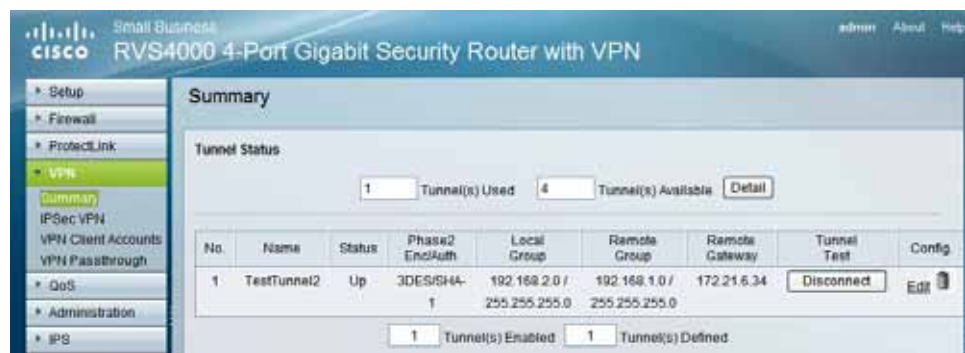 Small Business
CISCO RVS4000 4-Port Gigabit Security Router with VPN
admin About Help
Setup
Firewall
ProtectLink
VPN
Summary
IPSec VPN
VPN Client Accounts
VPN Passthrough
QoS
Administration
IPS
Summary
Tunnel Status
1 Tunnel(s) Used 4 Tunnel(s) Available Detail
No. Name Status Phase2 Enc/Auth Local Group Remote Group Remote Gateway Tunnel Test Config.
1 TestTunnel2 Up 3DES/SHA-1 192.168.2.0 / 255.255.255.0 192.168.1.0 / 255.255.255.0 172.21.6.34 Disconnect Edit
1 Tunnel(s) Enabled 1 Tunnel(s) Defined